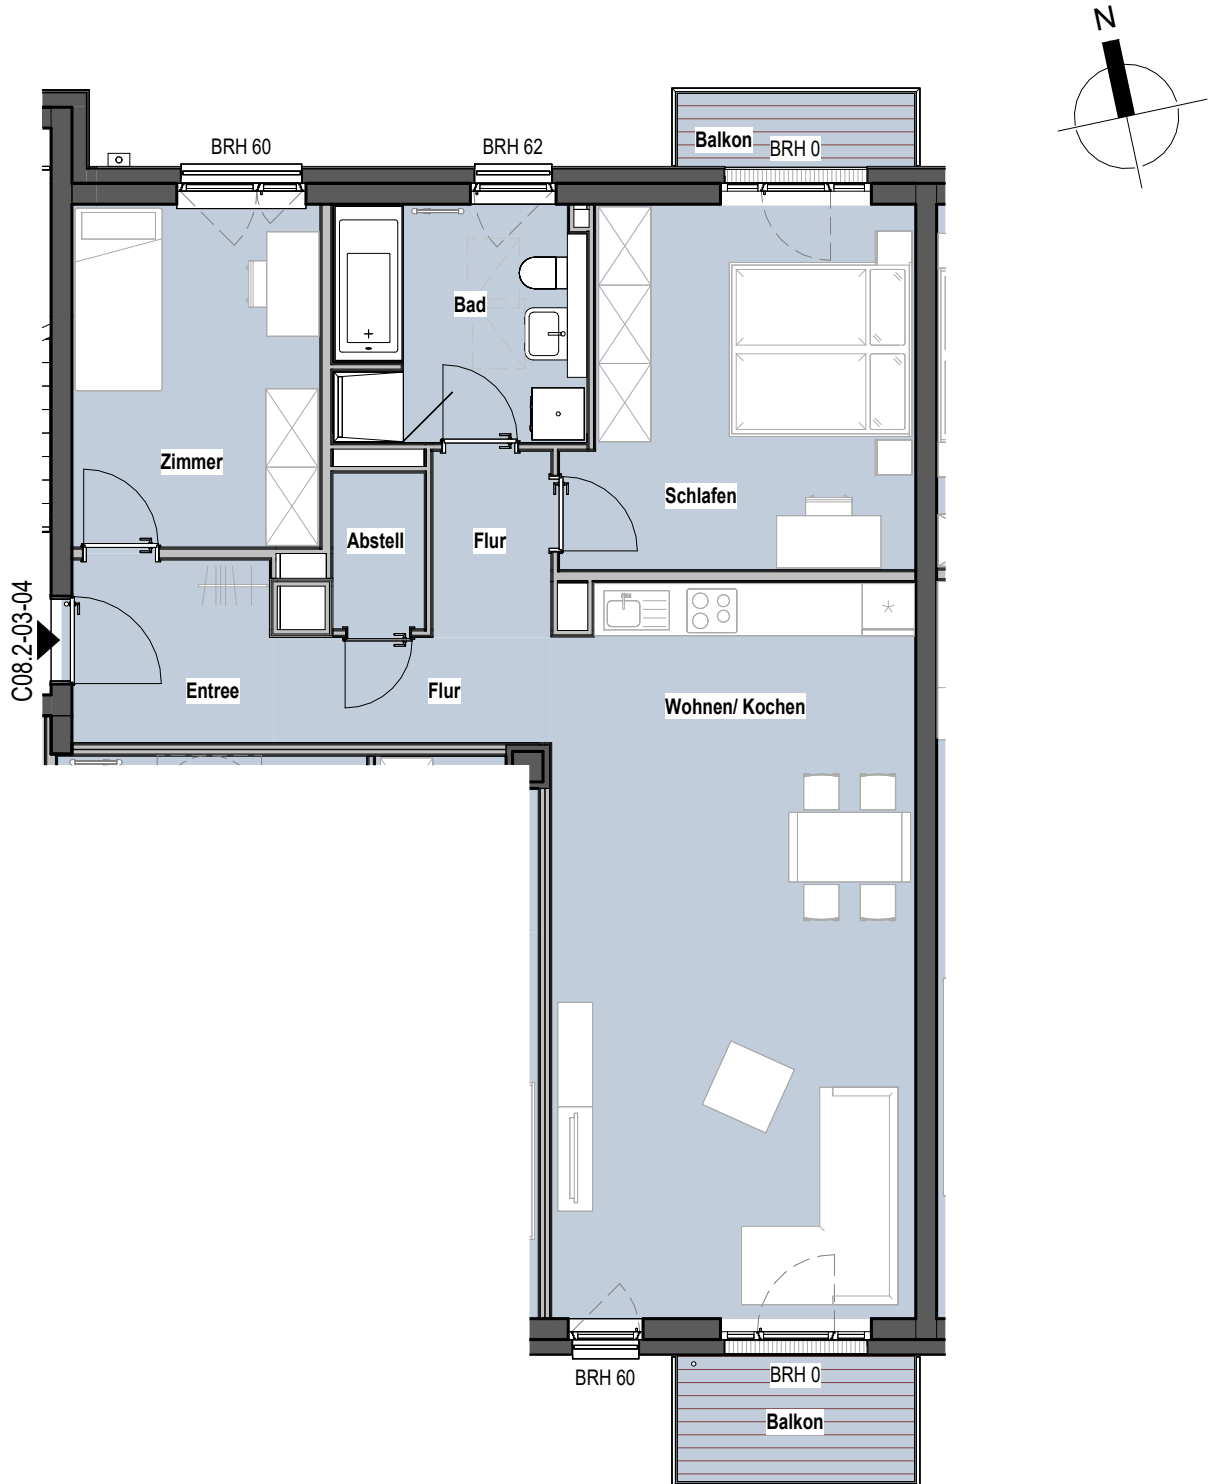 N
BRH 60
BRH 62
Balkon
BRH 0
Bad
Zimmer
Schlafen
Abstell
Flur
C08.2-03-04
Entree
Flur
Wohnen/ Kochen
BRH 60
BRH 0
Balkon